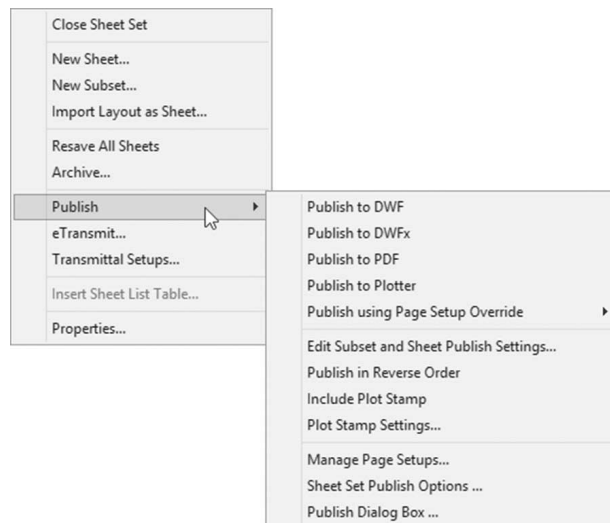 Close Sheet Set
New Sheet...
New Subset...
Import Layout as Sheet...
Resave All Sheets
Archive...
Publish
eTransmit...
Transmittal Setups...
Insert Sheet List Table...
Properties...
Publish to DWF
Publish to DWFx
Publish to PDF
Publish to Plotter
Publish using Page Setup Override
Edit Subset and Sheet Publish Settings...
Publish in Reverse Order
Include Plot Stamp
Plot Stamp Settings...
Manage Page Setups...
Sheet Set Publish Options ...
Publish Dialog Box ...